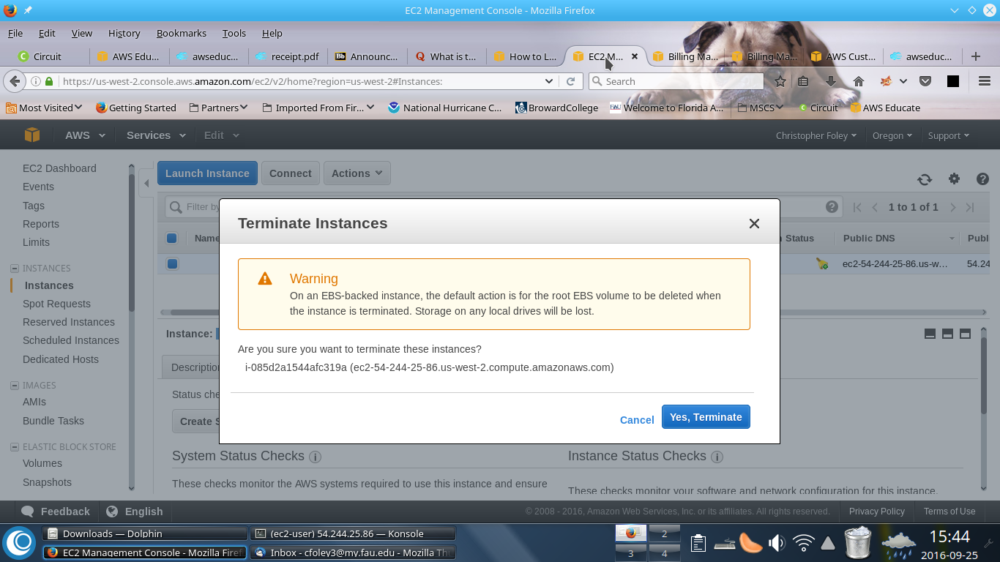 EC2 Management Console - Mozilla Firefox
File Edit View History Bookmarks Tools Help
Circuit AWS Edu... awseduc... receipt.pdf Announc... What is t... How to L... EC2 M... Billing Ma... Billing Ma... AWS Cust... awseduc...
https://us-west-2.console.aws.amazon.com/ec2/v2/home?region=us-west-2#Instances: Search
Most Visited Getting Started Partners Imported From Fir... National Hurricane C... BrowardCollege Welcome to Florida A... MSCS Circuit AWS Educate
AWS Services Edit Christopher Foley Oregon Support
EC2 Dashboard
Events
Tags
Reports
Limits
INSTANCES
Instances
Spot Requests
Reserved Instances
Scheduled Instances
Dedicated Hosts
IMAGES
AMIs
Bundle Tasks
ELASTIC BLOCK STORE
Volumes
Snapshots
Launch Instance Connect Actions
Filter by 1 to 1 of 1
Name Status Public DNS Publ
ec2-54-244-25-86.us-w... 54.24
Terminate Instances
Warning
On an EBS-backed instance, the default action is for the root EBS volume to be deleted when
the instance is terminated. Storage on any local drives will be lost.
Are you sure you want to terminate these instances?
i-085d2a1544afc319a (ec2-54-244-25-86.us-west-2.compute.amazonaws.com)
Cancel Yes, Terminate
Instance:
Description
Status che
Create S
System Status Checks Instance Status Checks
These checks monitor the AWS systems required to use this instance and ensure
These checks monitor your software and network configuration for this instance.
Feedback English © 2008 - 2016, Amazon Web Services, Inc. or its affiliates. All rights reserved. Privacy Policy Terms of Use
Downloads — Dolphin (ec2-user) 54.244.25.86 — Konsole
EC2 Management Console - Mozilla Firef Inbox - cfoley3@my.fau.edu - Mozilla Thu
2
3 4
15:44
2016-09-25